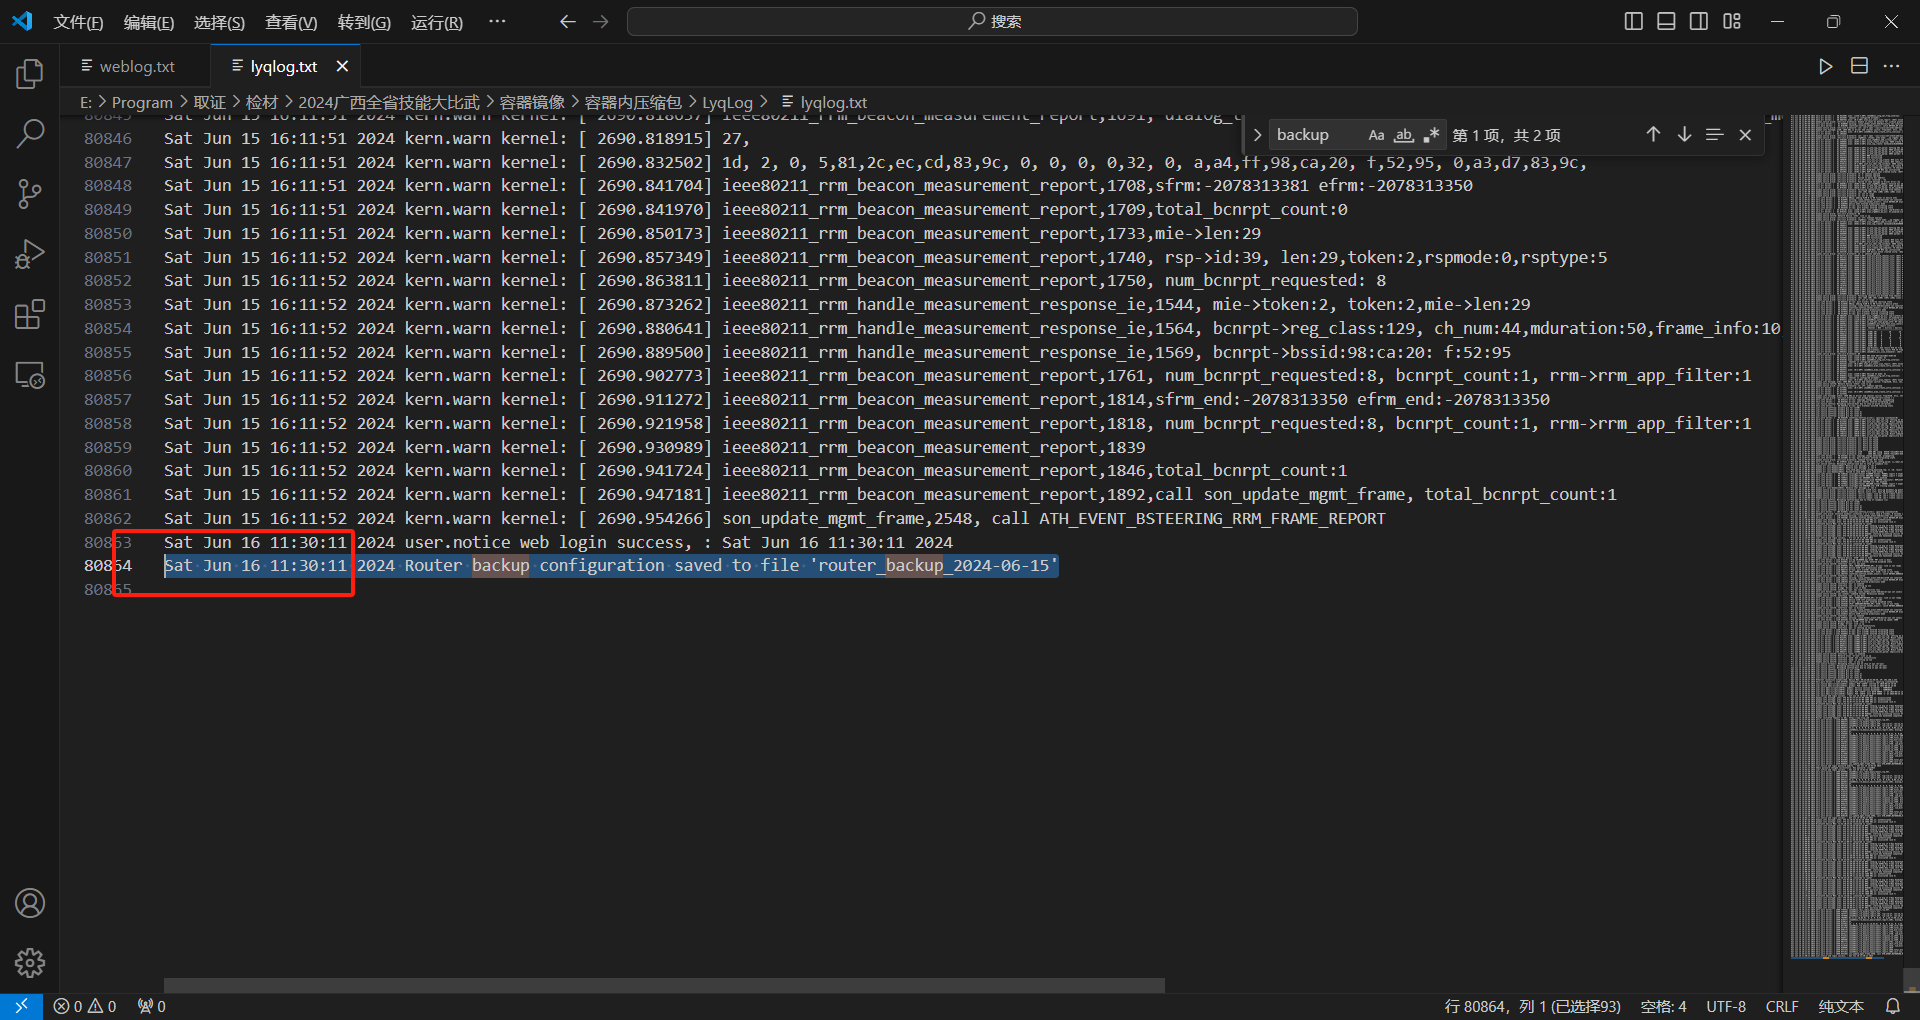 文件(F) 编辑(E) 选择(S) 查看(V) 转到(G) 运行(R) ··· 搜索
weblog.txt lyqlog.txt
E: > Program > 取证 > 检材 > 2024广西全省技能大比武 > 容器镜像 > 容器内压缩包 > LyqLog > lyqlog.txt
backup Aa ab .* 第 1 项，共 2 项
80845 Sat Jun 15 16:11:51 2024 kern.warn kernel: [ 2690.818657] ieee80211_rrm_beacon_measurement_report,1691,
80846 Sat Jun 15 16:11:51 2024 kern.warn kernel: [ 2690.818915] 27,
80847 Sat Jun 15 16:11:51 2024 kern.warn kernel: [ 2690.832502] 1d, 2, 0, 5,81,2c,ec,cd,83,9c, 0, 0, 0, 0,32, 0, a,a4,ff,98,ca,20, f,52,95, 0,a3,d7,83,9c,
80848 Sat Jun 15 16:11:51 2024 kern.warn kernel: [ 2690.841704] ieee80211_rrm_beacon_measurement_report,1708,sfrm:-2078313381 efrm:-2078313350
80849 Sat Jun 15 16:11:51 2024 kern.warn kernel: [ 2690.841970] ieee80211_rrm_beacon_measurement_report,1709,total_bcnrpt_count:0
80850 Sat Jun 15 16:11:51 2024 kern.warn kernel: [ 2690.850173] ieee80211_rrm_beacon_measurement_report,1733,mie->len:29
80851 Sat Jun 15 16:11:52 2024 kern.warn kernel: [ 2690.857349] ieee80211_rrm_beacon_measurement_report,1740, rsp->id:39, len:29,token:2,rspmode:0,rsptype:5
80852 Sat Jun 15 16:11:52 2024 kern.warn kernel: [ 2690.863811] ieee80211_rrm_beacon_measurement_report,1750, num_bcnrpt_requested: 8
80853 Sat Jun 15 16:11:52 2024 kern.warn kernel: [ 2690.873262] ieee80211_rrm_handle_measurement_response_ie,1544, mie->token:2, token:2,mie->len:29
80854 Sat Jun 15 16:11:52 2024 kern.warn kernel: [ 2690.880641] ieee80211_rrm_handle_measurement_response_ie,1564, bcnrpt->reg_class:129, ch_num:44,mduration:50,frame_info:10
80855 Sat Jun 15 16:11:52 2024 kern.warn kernel: [ 2690.889500] ieee80211_rrm_handle_measurement_response_ie,1569, bcnrpt->bssid:98:ca:20: f:52:95
80856 Sat Jun 15 16:11:52 2024 kern.warn kernel: [ 2690.902773] ieee80211_rrm_beacon_measurement_report,1761, num_bcnrpt_requested:8, bcnrpt_count:1, rrm->rrm_app_filter:1
80857 Sat Jun 15 16:11:52 2024 kern.warn kernel: [ 2690.911272] ieee80211_rrm_beacon_measurement_report,1814,sfrm_end:-2078313350 efrm_end:-2078313350
80858 Sat Jun 15 16:11:52 2024 kern.warn kernel: [ 2690.921958] ieee80211_rrm_beacon_measurement_report,1818, num_bcnrpt_requested:8, bcnrpt_count:1, rrm->rrm_app_filter:1
80859 Sat Jun 15 16:11:52 2024 kern.warn kernel: [ 2690.930989] ieee80211_rrm_beacon_measurement_report,1839
80860 Sat Jun 15 16:11:52 2024 kern.warn kernel: [ 2690.941724] ieee80211_rrm_beacon_measurement_report,1846,total_bcnrpt_count:1
80861 Sat Jun 15 16:11:52 2024 kern.warn kernel: [ 2690.947181] ieee80211_rrm_beacon_measurement_report,1892,call son_update_mgmt_frame, total_bcnrpt_count:1
80862 Sat Jun 15 16:11:52 2024 kern.warn kernel: [ 2690.954266] son_update_mgmt_frame,2548, call ATH_EVENT_BSTEERING_RRM_FRAME_REPORT
80863 Sat Jun 16 11:30:11 2024 user.notice web login success, : Sat Jun 16 11:30:11 2024
80864 Sat Jun 16 11:30:11 2024 Router backup configuration saved to file 'router_backup_2024-06-15'
80865
0 0 0 行 80864，列 1 (已选择93) 空格: 4 UTF-8 CRLF 纯文本